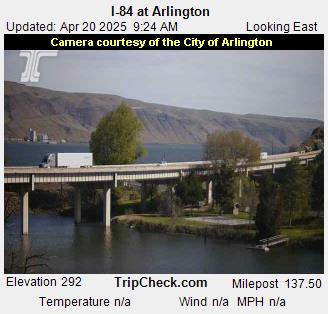 I-84 at Arlington
Updated: Apr 20 2025 9:24 AM Looking East
Camera courtesy of the City of Arlington
Elevation 292 TripCheck.com Milepost 137.50
Temperature n/a Wind n/a MPH n/a